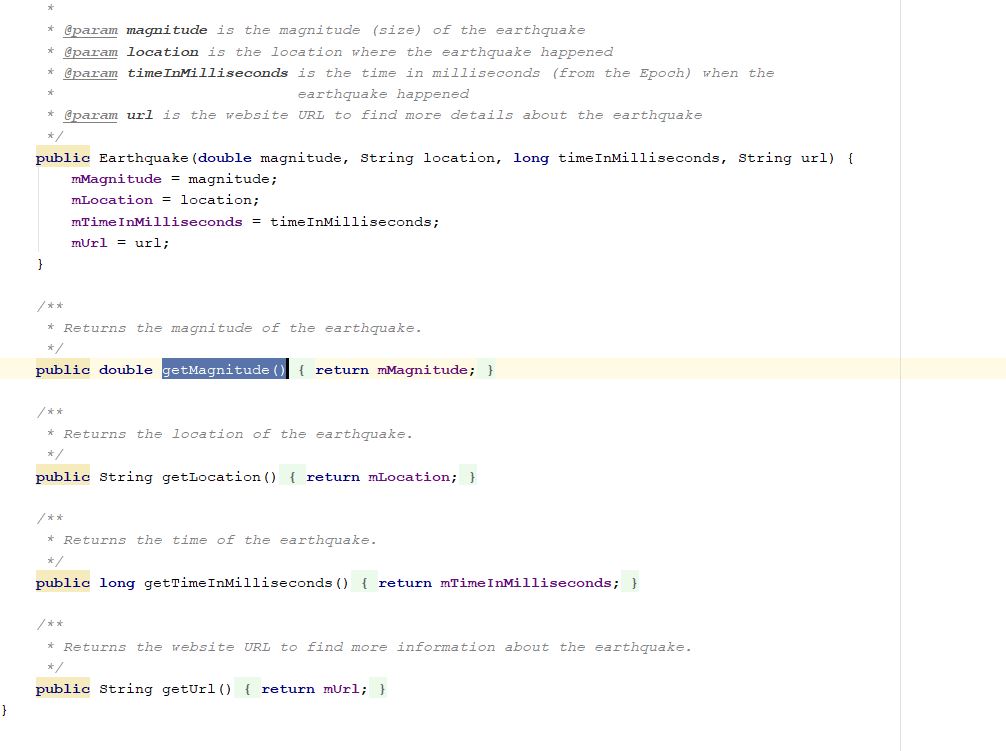 *
* @param magnitude is the magnitude (size) of the earthquake
* @param location is the location where the earthquake happened
* @param timeInMilliseconds is the time in milliseconds (from the Epoch) when the
* earthquake happened
* @param url is the website URL to find more details about the earthquake
*/
public Earthquake(double magnitude, String location, long timeInMilliseconds, String url) {
mMagnitude = magnitude;
mLocation = location;
mTimeInMilliseconds = timeInMilliseconds;
mUrl = url;
}
/**
* Returns the magnitude of the earthquake.
*/
public double getMagnitude() { return mMagnitude; }
/**
* Returns the location of the earthquake.
*/
public String getLocation() { return mLocation; }
/**
* Returns the time of the earthquake.
*/
public long getTimeInMilliseconds() { return mTimeInMilliseconds; }
/**
* Returns the website URL to find more information about the earthquake.
*/
public String getUrl() { return mUrl; }
}